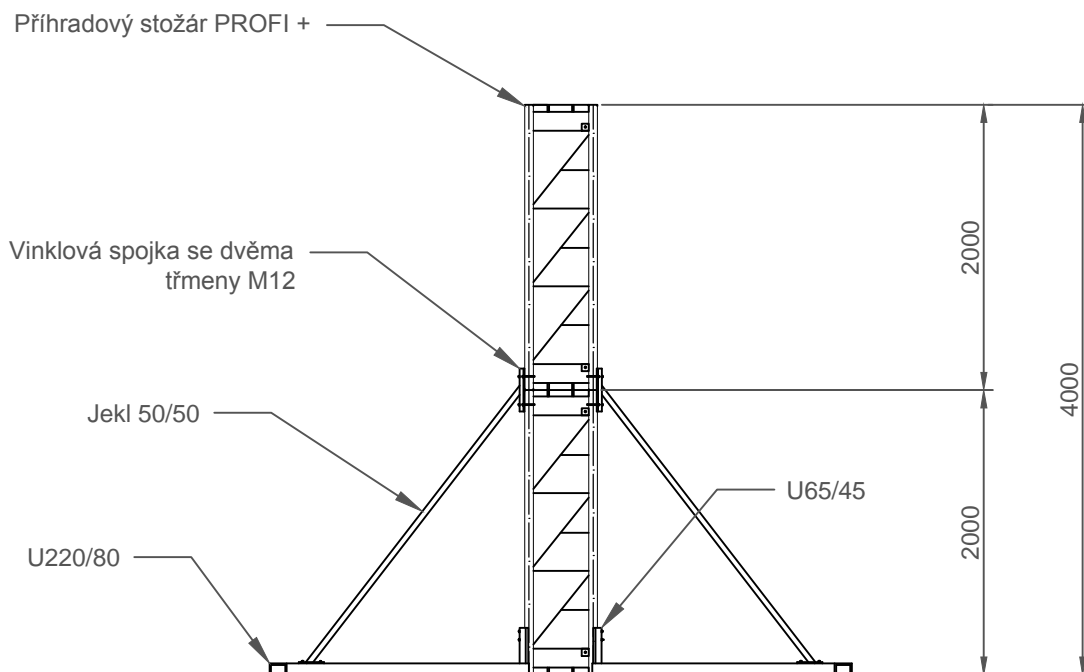 Příhradový stožár PROFI +
Vinklová spojka se dvěma
třmeny M12
Jekl 50/50
U220/80
U65/45
2000
2000
4000